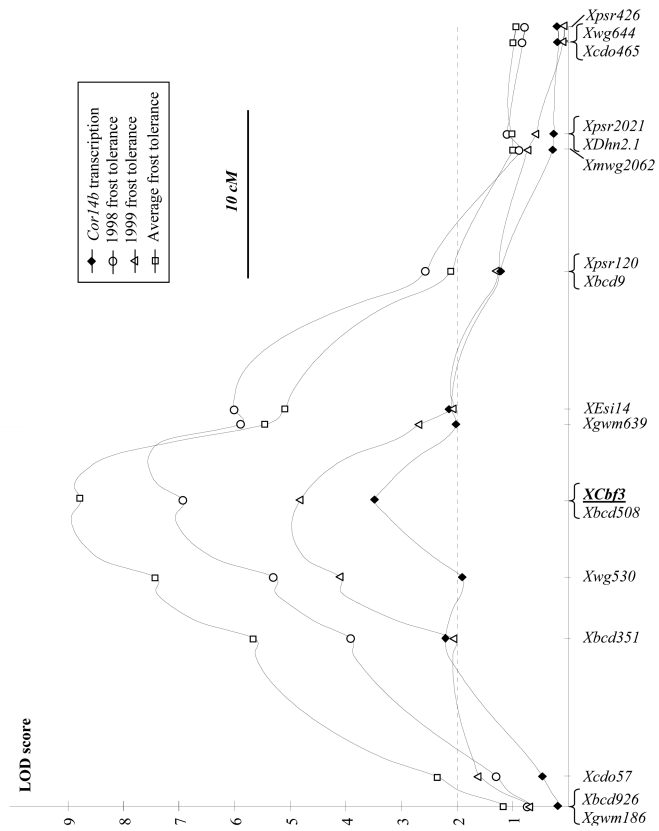 LOD score
Cor14b transcription
1998 frost tolerance
1999 frost tolerance
Average frost tolerance
10 cM
9
8
7
6
5
4
3
2
1
Xpsr426
Xwg644
Xcdo465
Xpsr2021
XDhn2.1
Xmwg2062
Xpsr120
Xbcd9
XEsi14
Xgwm639
XCbf3
Xbcd508
Xwg530
Xbcd351
Xcdo57
Xbcd926
Xgwm186